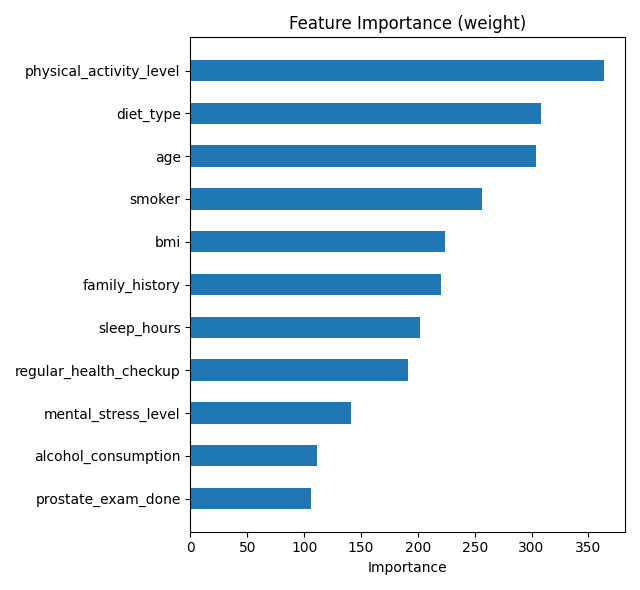 Feature Importance (weight)
physical_activity_level
diet_type
age
smoker
bmi
family_history
sleep_hours
regular_health_checkup
mental_stress_level
alcohol_consumption
prostate_exam_done
0 50 100 150 200 250 300 350
Importance